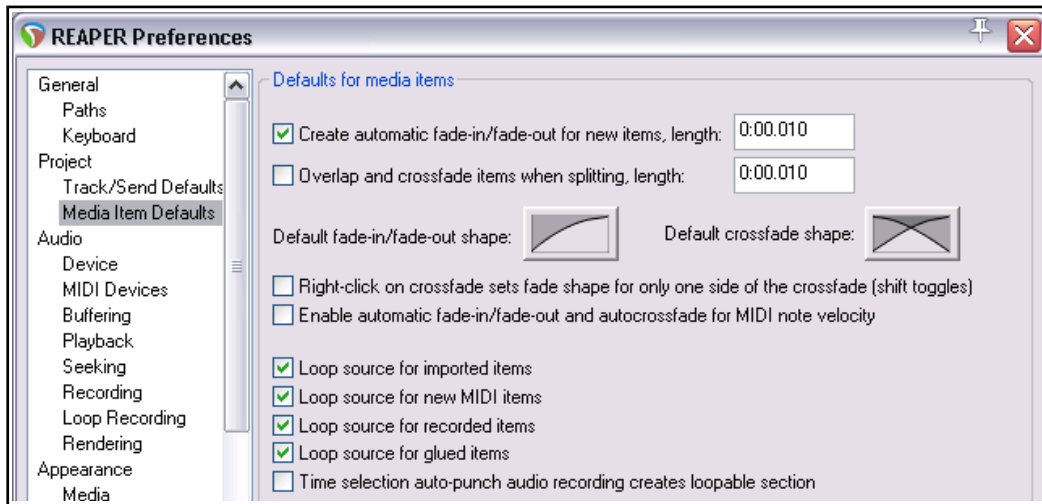 REAPER Preferences
General
Paths
Keyboard
Project
Track/Send Defaults
Media Item Defaults
Audio
Device
MIDI Devices
Buffering
Playback
Seeking
Recording
Loop Recording
Rendering
Appearance
Media
Defaults for media items
Create automatic fade-in/fade-out for new items, length: 0:00.010
Overlap and crossfade items when splitting, length: 0:00.010
Default fade-in/fade-out shape: Default crossfade shape:
Right-click on crossfade sets fade shape for only one side of the crossfade (shift toggles)
Enable automatic fade-in/fade-out and autocrossfade for MIDI note velocity
Loop source for imported items
Loop source for new MIDI items
Loop source for recorded items
Loop source for glued items
Time selection auto-punch audio recording creates loopable section